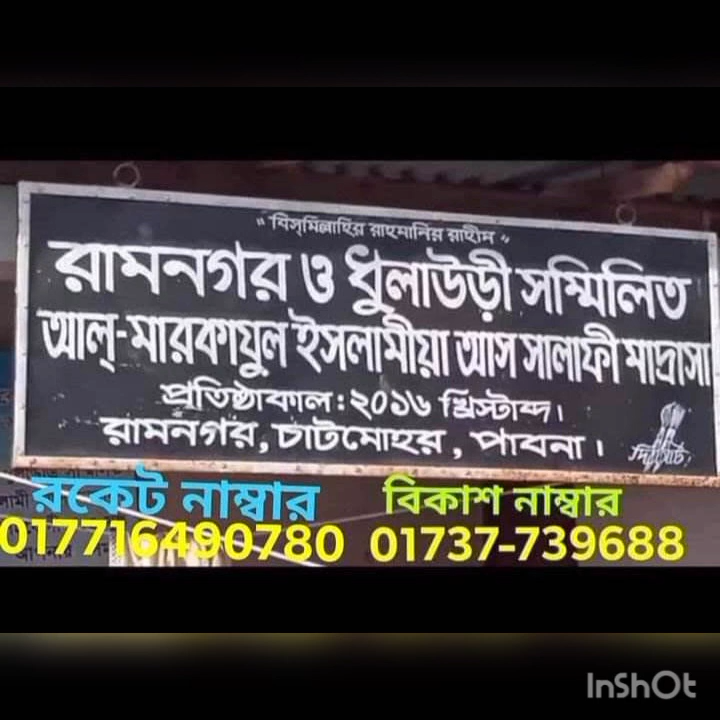 " বিস্‌মিল্লাহির রাহমানির রাহীম "
রামনগর ও ধুলাউড়ী সম্মিলিত
আল্-মারকাযুল ইসলামীয়া আস সালাফী মাদ্রাসা
প্রতিষ্ঠাকাল : ২০১৬ খ্রিস্টাব্দ।
রামনগর, চাটমোহর, পাবনা।
রকেট নাম্বার বিকাশ নাম্বার
017716490780 01737-739688
InShOt